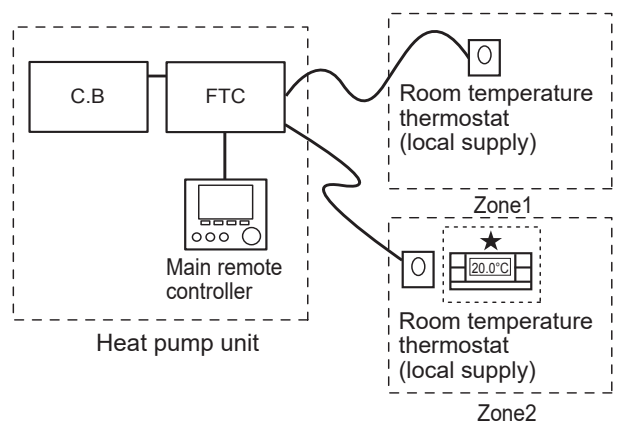 C.B
FTC
Main remote
controller
Heat pump unit
Room temperature
thermostat
(local supply)
Zone1
20.0°C
Room temperature
thermostat
(local supply)
Zone2